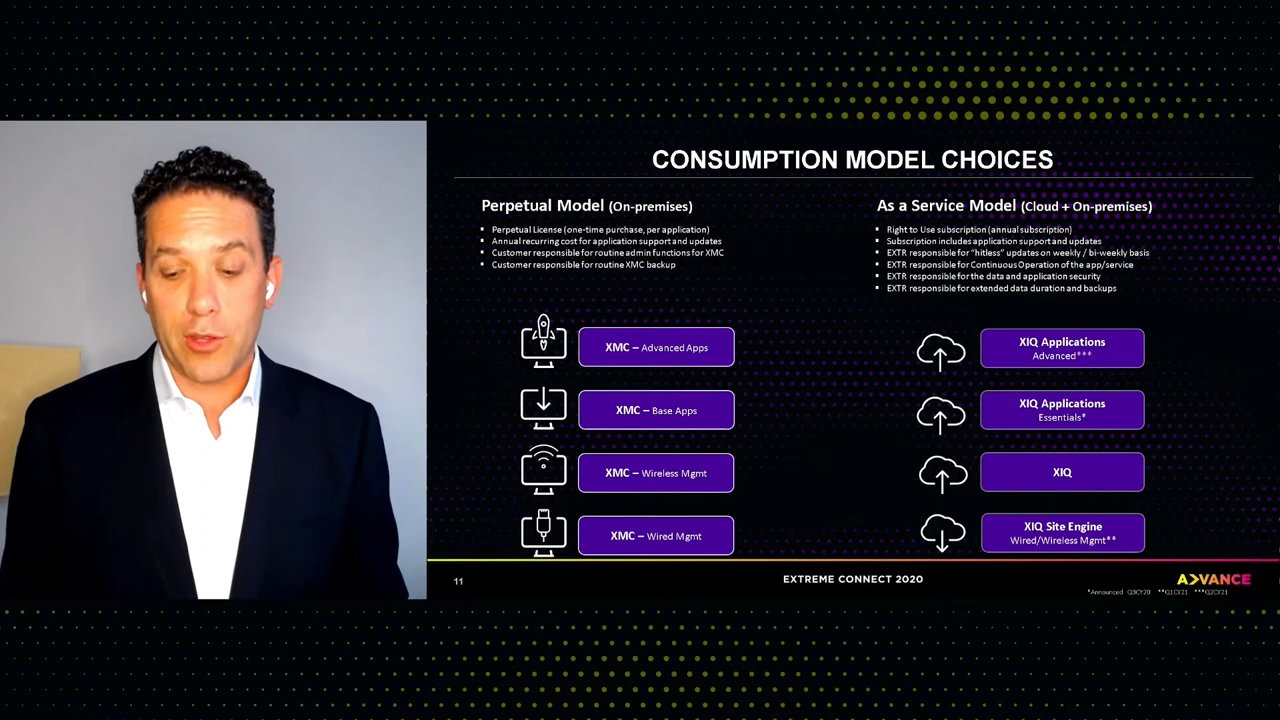 CONSUMPTION MODEL CHOICES
Perpetual Model (On-premises)
▪ Perpetual License (one-time purchase, per application)
▪ Annual recurring cost for application support and updates
▪ Customer responsible for routine admin functions for XMC
▪ Customer responsible for routine XMC backup
XMC – Advanced Apps
XMC – Base Apps
XMC – Wireless Mgmt
XMC – Wired Mgmt
As a Service Model (Cloud + On-premises)
▪ Right to Use subscription (annual subscription)
▪ Subscription includes application support and updates
▪ EXTR responsible for “hitless” updates on weekly / bi-weekly basis
▪ EXTR responsible for Continuous Operation of the app/service
▪ EXTR responsible for the data and application security
▪ EXTR responsible for extended data duration and backups
XIQ Applications
Advanced***
XIQ Applications
Essentials*
XIQ
XIQ Site Engine
Wired/Wireless Mgmt**
11
EXTREME CONNECT 2020
ADVANCE
*Announced Q3CY20 **Q1CY21 ***Q2CY21